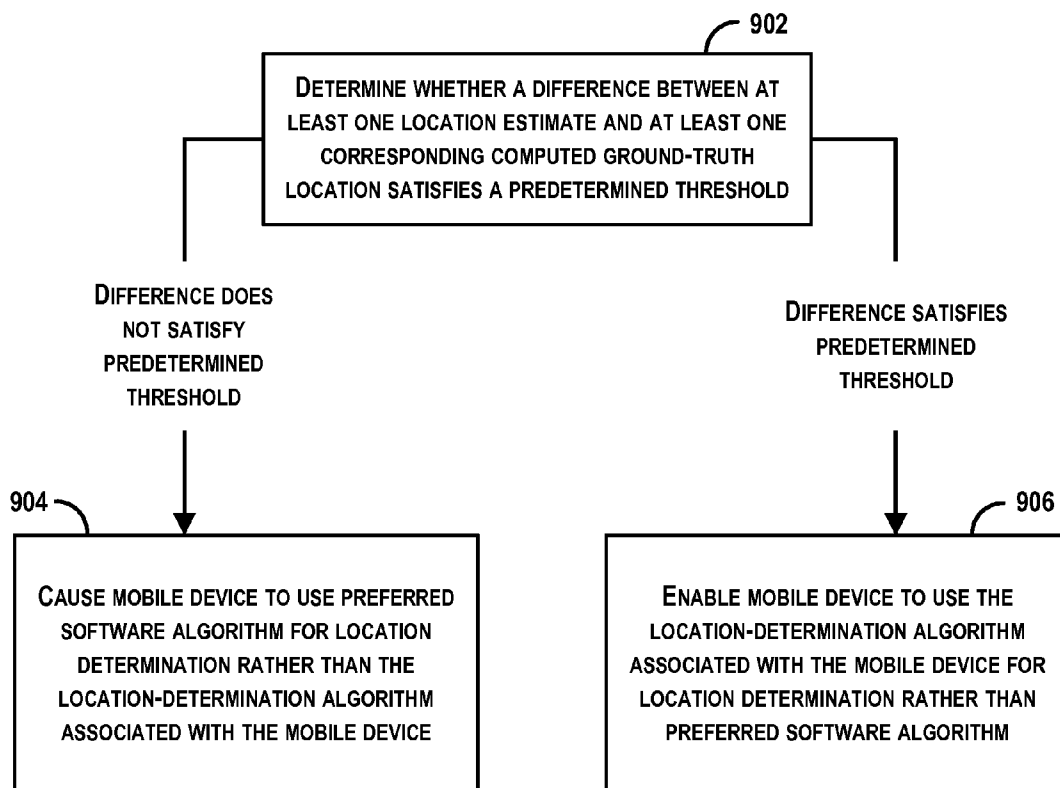 902
DETERMINE WHETHER A DIFFERENCE BETWEEN AT
LEAST ONE LOCATION ESTIMATE AND AT LEAST ONE
CORRESPONDING COMPUTED GROUND-TRUTH
LOCATION SATISFIES A PREDETERMINED THRESHOLD
DIFFERENCE DOES
NOT SATISFY
PREDETERMINED
THRESHOLD
DIFFERENCE SATISFIES
PREDETERMINED
THRESHOLD
904
CAUSE MOBILE DEVICE TO USE PREFERRED
SOFTWARE ALGORITHM FOR LOCATION
DETERMINATION RATHER THAN THE
LOCATION-DETERMINATION ALGORITHM
ASSOCIATED WITH THE MOBILE DEVICE
906
ENABLE MOBILE DEVICE TO USE THE
LOCATION-DETERMINATION ALGORITHM
ASSOCIATED WITH THE MOBILE DEVICE FOR
LOCATION DETERMINATION RATHER THAN
PREFERRED SOFTWARE ALGORITHM